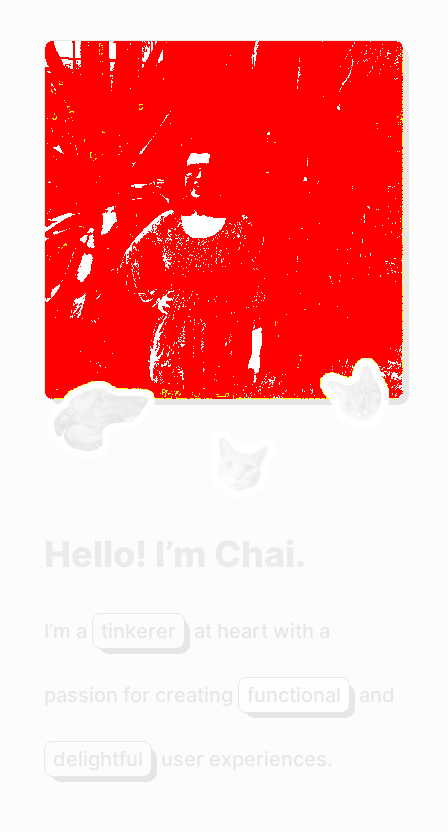 Hello! I’m Chai.
I’m a tinkerer at heart with a
passion for creating functional and
delightful user experiences.